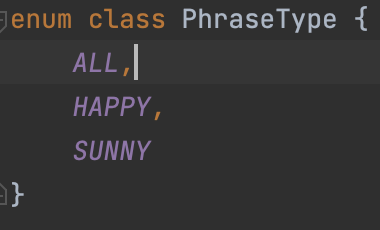 enum class PhraseType {
    ALL,
    HAPPY,
    SUNNY
}